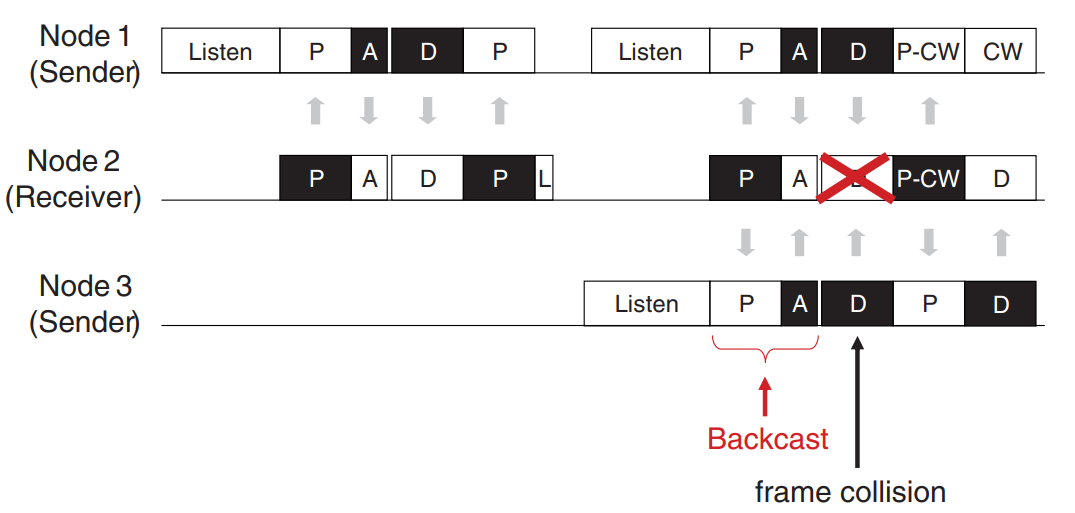 Node 1
(Sender)
Listen P A D P Listen P A D P-CW CW
Node 2
(Receiver)
P A D P L P A D P-CW D
Node 3
(Sender)
Listen P A D P D
Backcast
frame collision